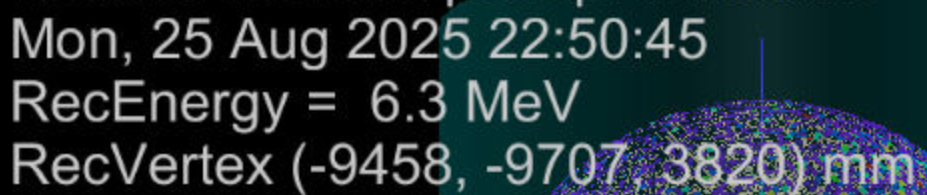 Mon, 25 Aug 2025 22:50:45
RecEnergy =  6.3 MeV
RecVertex (-9458, -9707, 3820) mm